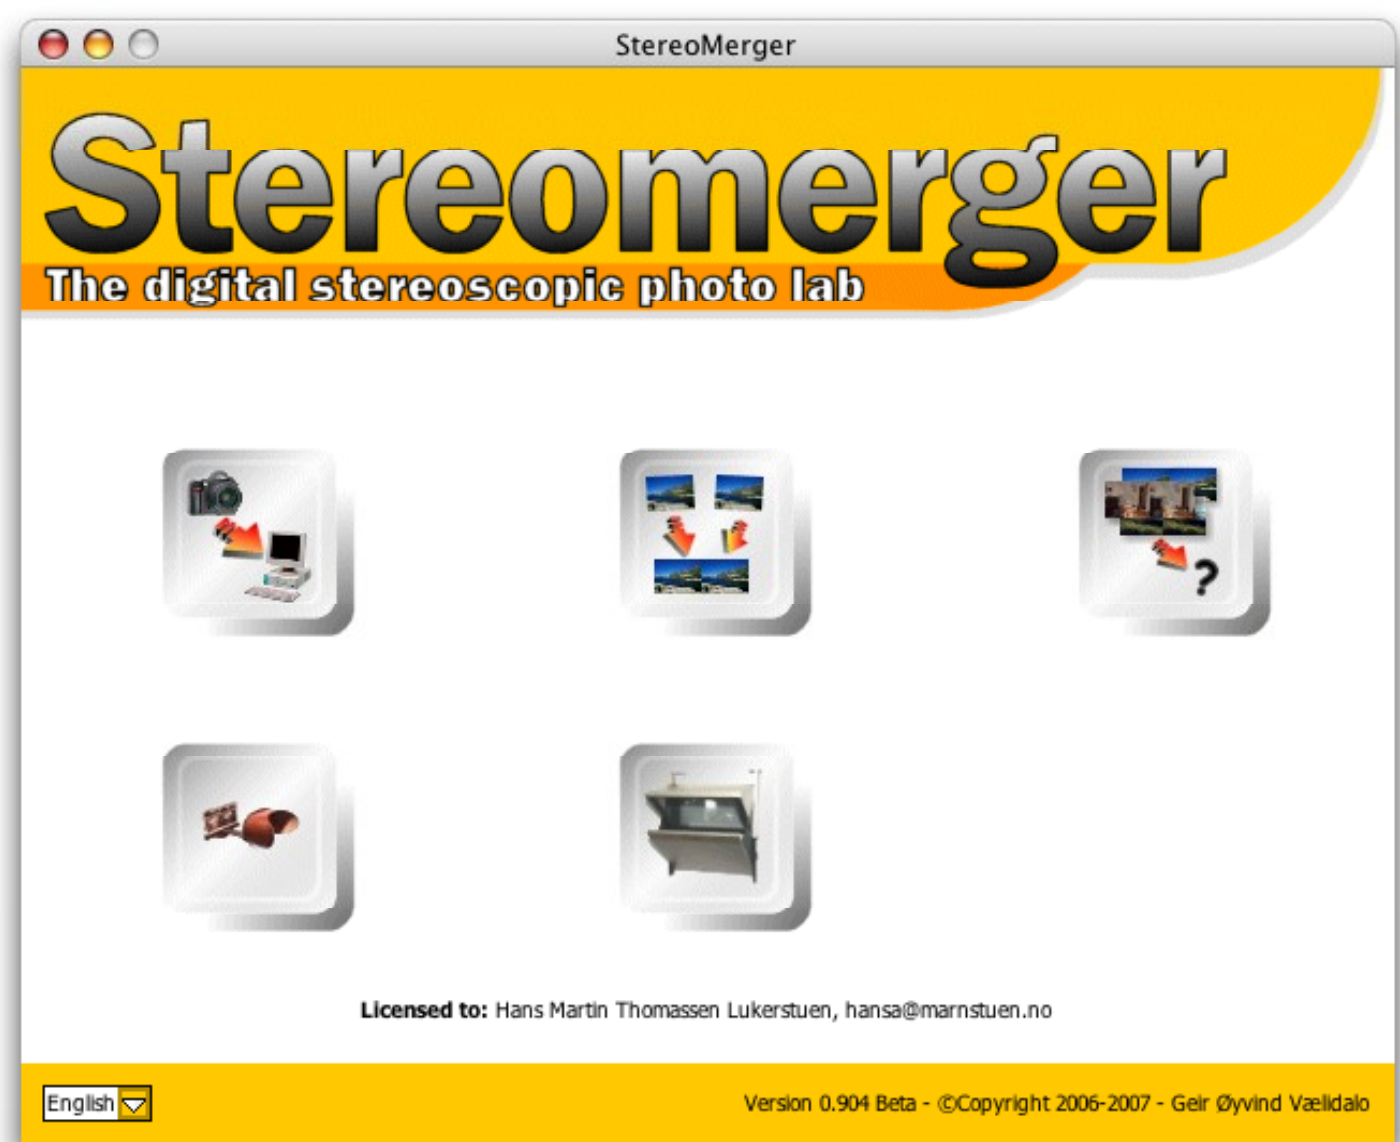 StereoMerger
Stereomerger
The digital stereoscopic photo lab
?
Licensed to: Hans Martin Thomassen Lukerstuen, hansa@marnstuen.no
English
Version 0.904 Beta - ©Copyright 2006-2007 - Geir Øyvind Vælidalo